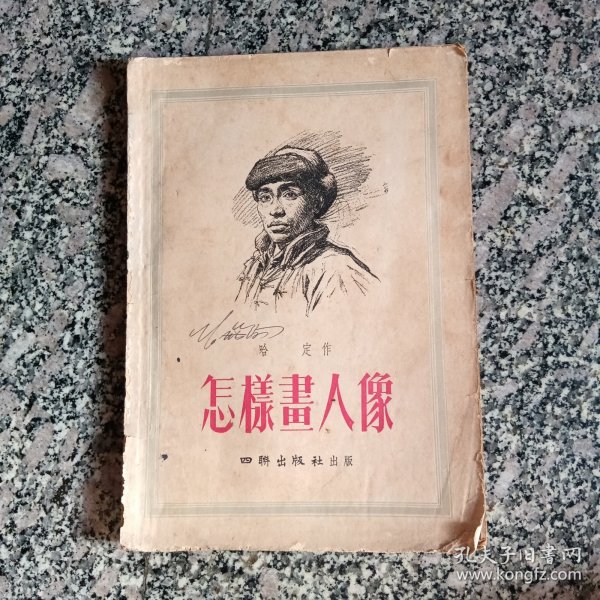 哈 定 作
怎樣畫人像
四聯出版社出版
孔夫子旧書网
www.kongfz.com